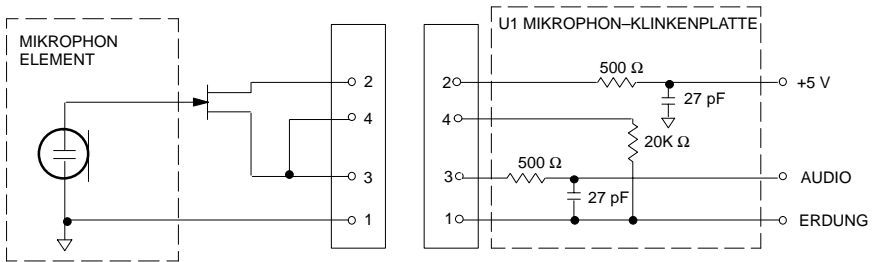 MIKROPHON
ELEMENT
2
4
3
1
U1 MIKROPHON–KLINKENPLATTE
2
500 Ω
+5 V
27 pF
4
20K Ω
500 Ω
3
AUDIO
27 pF
1
ERDUNG